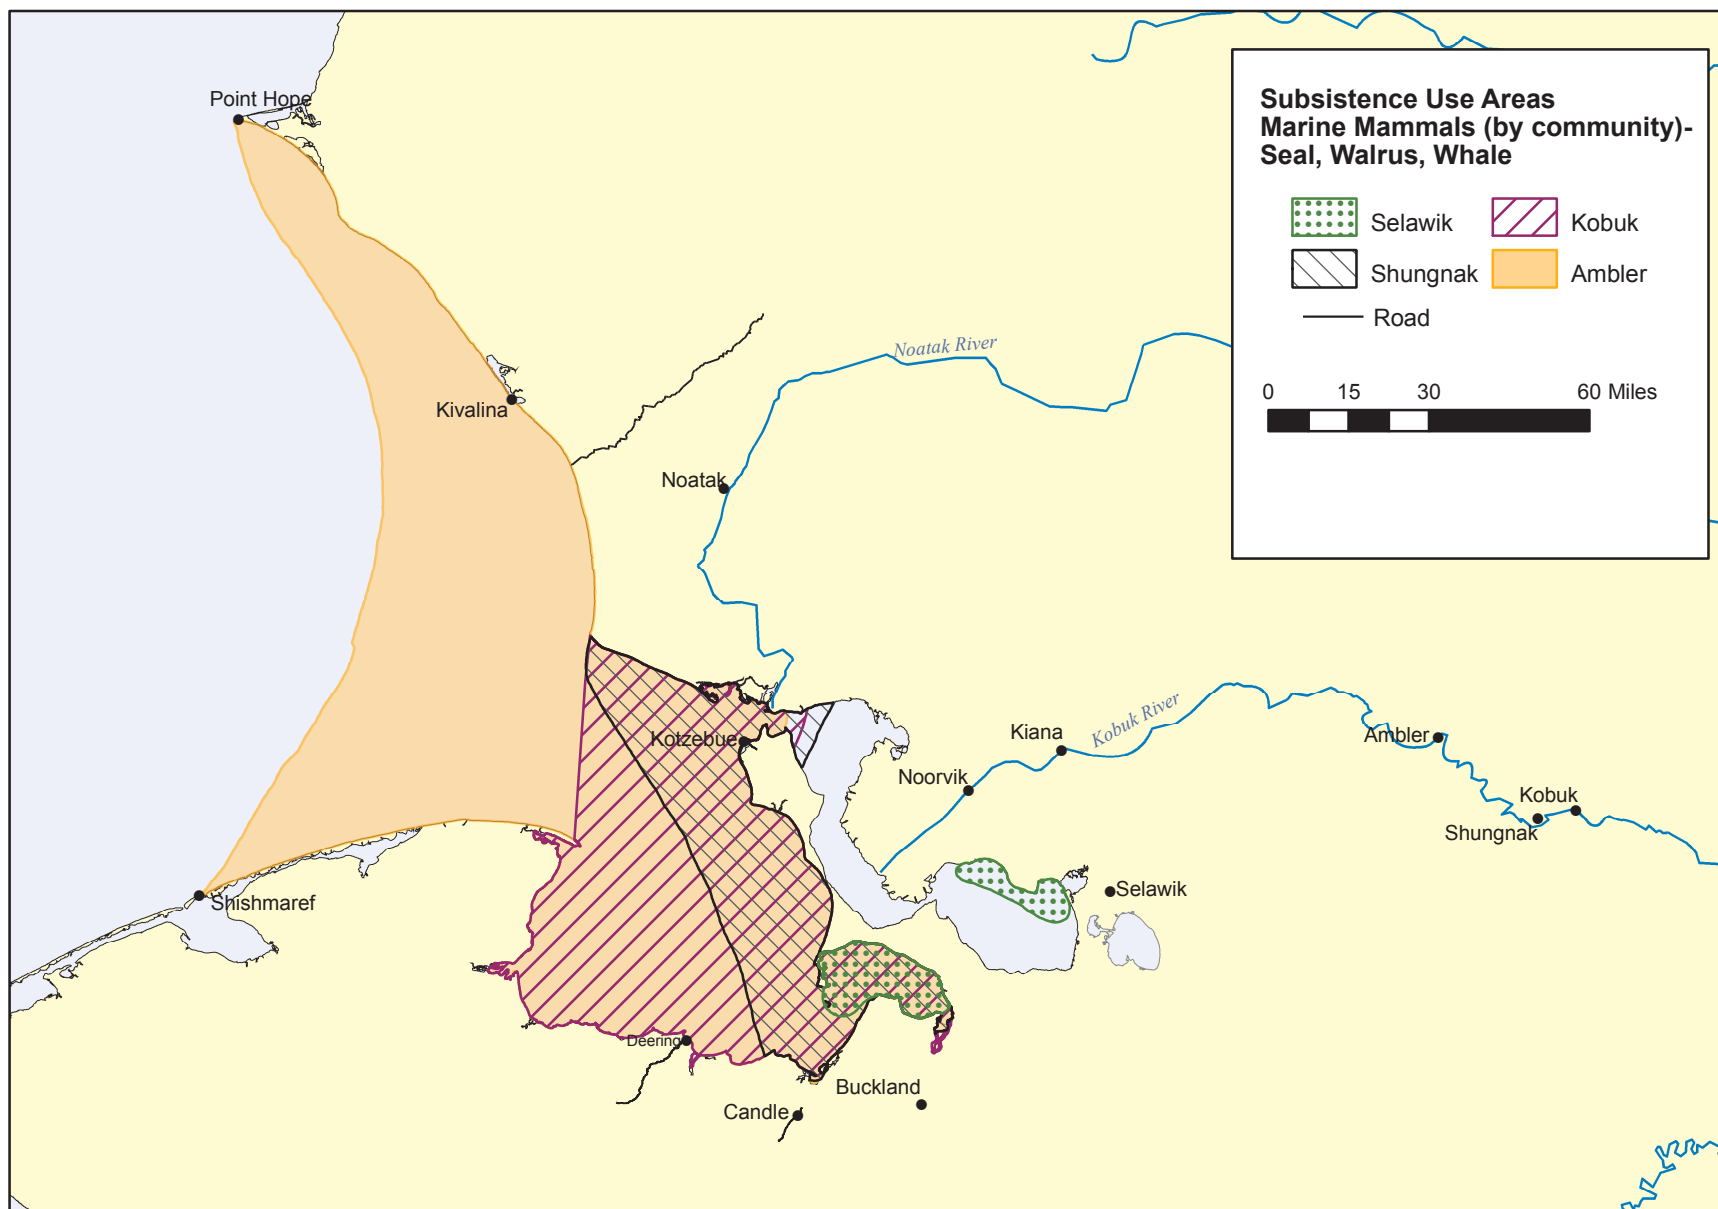 Point Hope
Subsistence Use Areas
Marine Mammals (by community)-
Seal, Walrus, Whale
Selawik
Kobuk
Shungnak
Ambler
Road
0 15 30 60 Miles
Noatak River
Kivalina
Noatak
Kobuk River
Kiana
Ambler
Kotzebue
Noorvik
Kobuk
Shungnak
Selawik
Shishmaref
Deering
Buckland
Candle